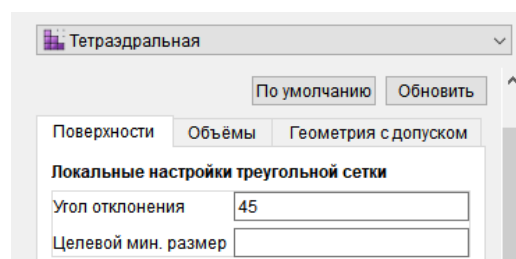 Тетраэдральная
По умолчанию Обновить
Поверхности Объёмы Геометрия с допуском
Локальные настройки треугольной сетки
Угол отклонения 45
Целевой мин. размер